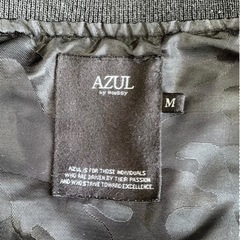 AZUL
by moussy
M
AZUL IS FOR THOSE INDIVIDUALS
WHO ARE DRIVEN BY THEIR PASSION
AND WHO STRIVE TOWARD EXCELLENCE.